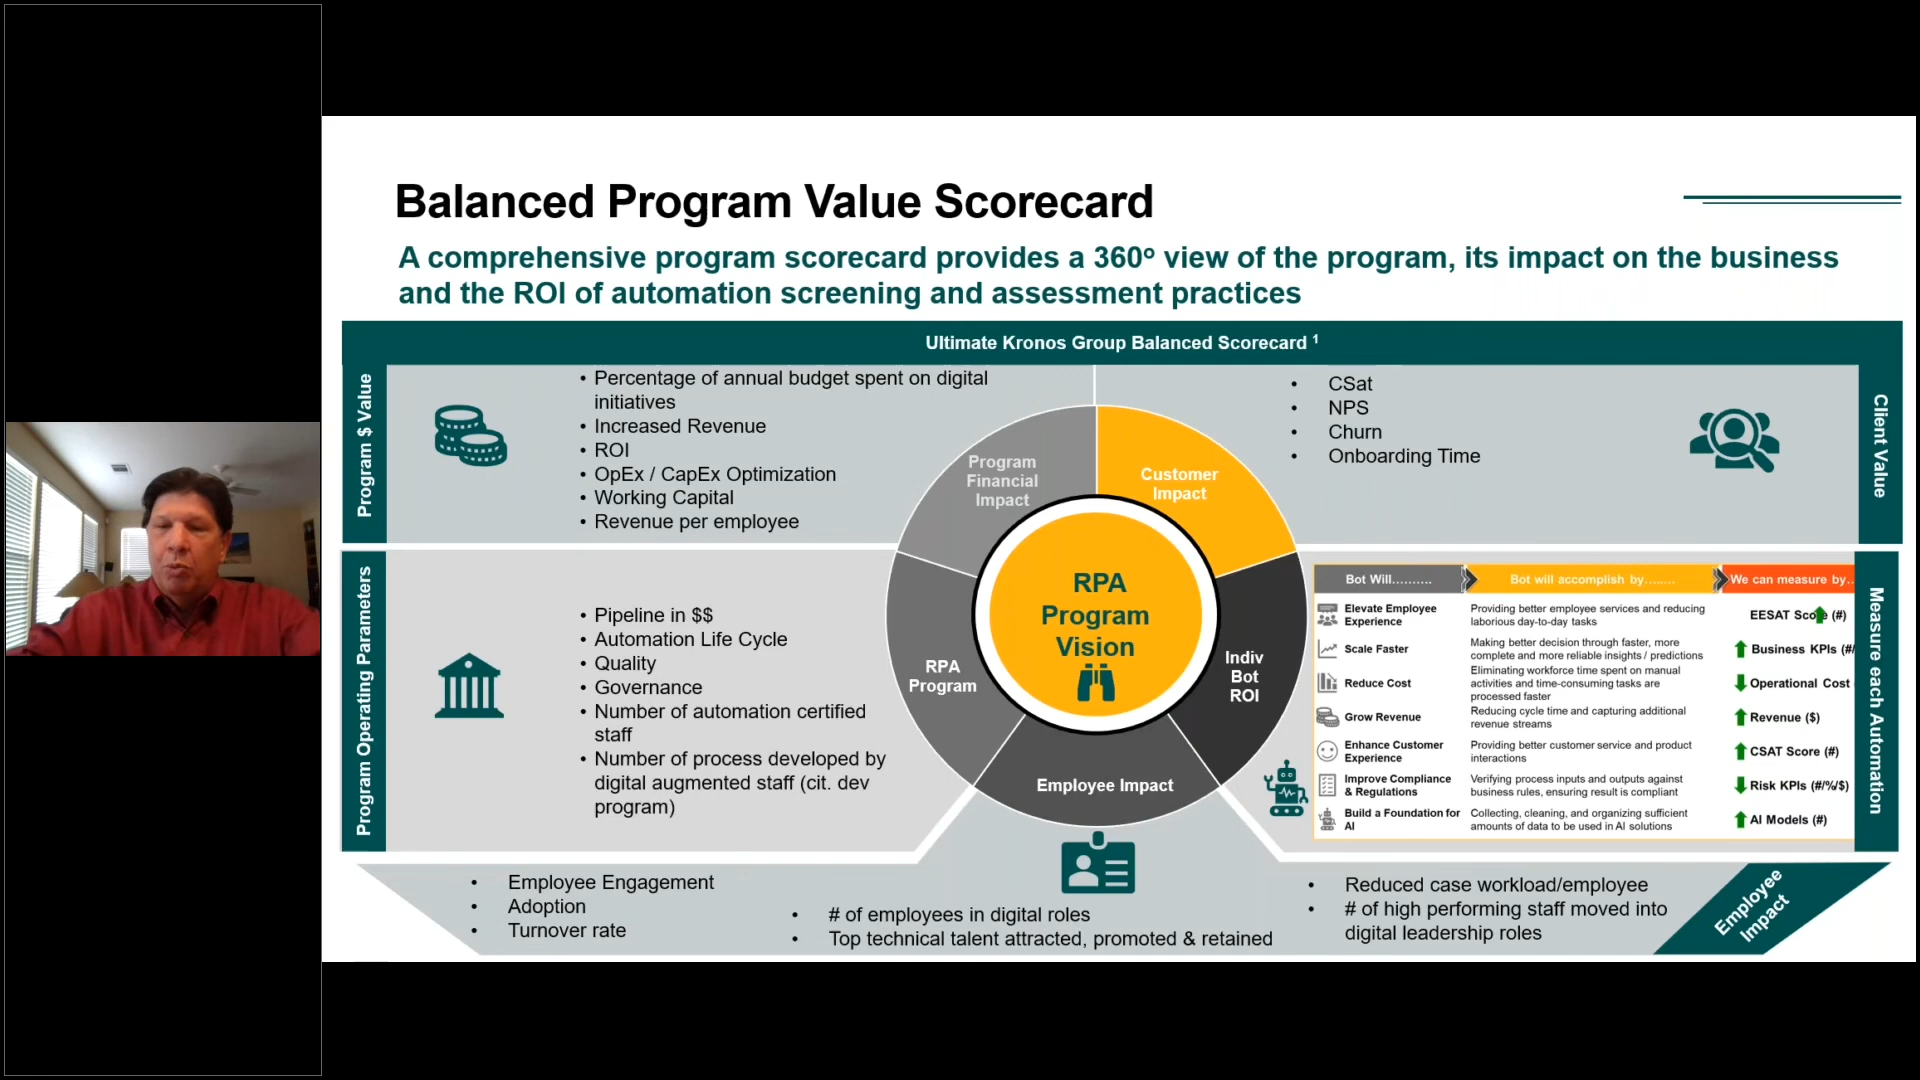 Balanced Program Value Scorecard
A comprehensive program scorecard provides a 360º view of the program, its impact on the business
and the ROI of automation screening and assessment practices
Ultimate Kronos Group Balanced Scorecard ¹
Program $ Value
• Percentage of annual budget spent on digital
initiatives
• Increased Revenue
• ROI
• OpEx / CapEx Optimization
• Working Capital
• Revenue per employee
Program
Financial
Impact
Customer
Impact
• CSat
• NPS
• Churn
• Onboarding Time
Client Value
Program Operating Parameters
• Pipeline in $$
• Automation Life Cycle
• Quality
• Governance
• Number of automation certified
staff
• Number of process developed by
digital augmented staff (cit. dev
program)
RPA
Program
RPA
Program
Vision
Indiv
Bot
ROI
Employee Impact
Bot Will.......... Bot will accomplish by........ We can measure by..
Elevate Employee
Experience
Providing better employee services and reducing
laborious day-to-day tasks
EESAT Score (#)
Scale Faster
Making better decision through faster, more
complete and more reliable insights / predictions
Business KPIs (#/
Reduce Cost
Eliminating workforce time spent on manual
activities and time-consuming tasks are
processed faster
Operational Cost
Grow Revenue
Reducing cycle time and capturing additional
revenue streams
Revenue ($)
Enhance Customer
Experience
Providing better customer service and product
interactions
CSAT Score (#)
Improve Compliance
& Regulations
Verifying process inputs and outputs against
business rules, ensuring result is compliant
Risk KPIs (#/%/$)
Build a Foundation for
AI
Collecting, cleaning, and organizing sufficient
amounts of data to be used in AI solutions
AI Models (#)
Measure each Automation
• Employee Engagement
• Adoption
• Turnover rate
• # of employees in digital roles
• Top technical talent attracted, promoted & retained
• Reduced case workload/employee
• # of high performing staff moved into
digital leadership roles
Employee
Impact